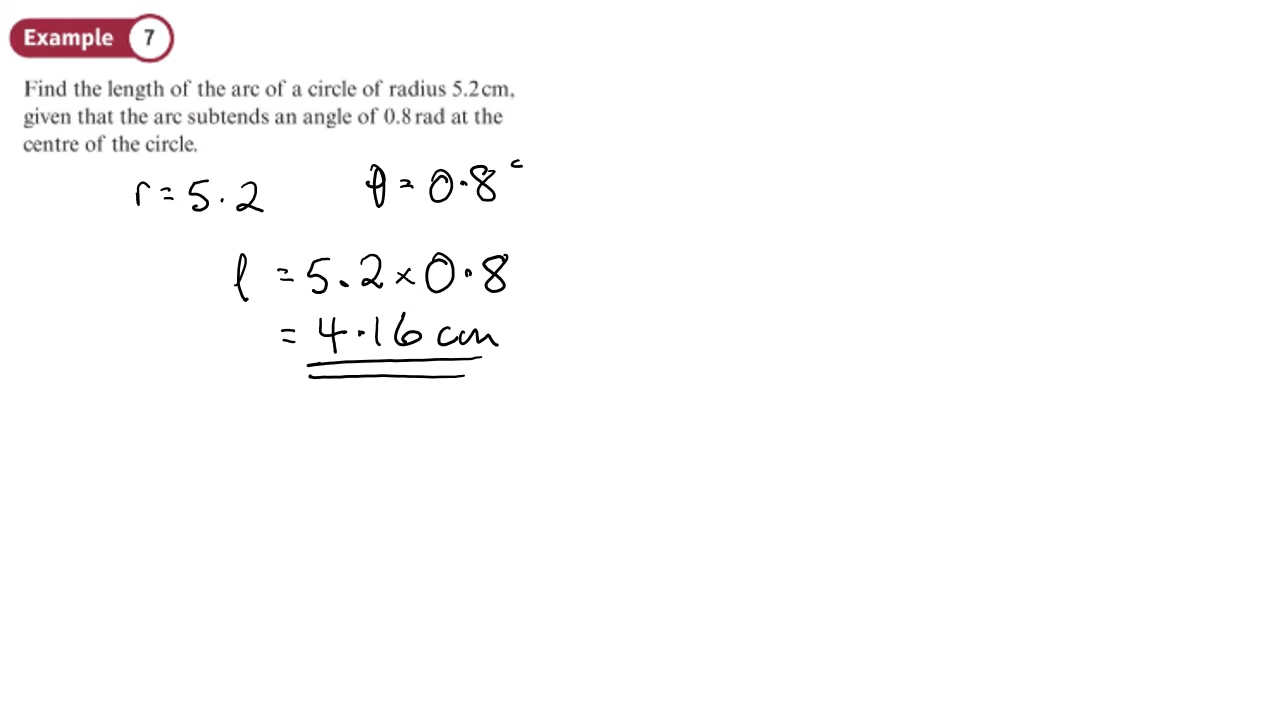 Example 7
Find the length of the arc of a circle of radius 5.2 cm,
given that the arc subtends an angle of 0.8 rad at the
centre of the circle.
r = 5.2 θ = 0.8ᶜ
l = 5.2 × 0.8
= 4.16 cm